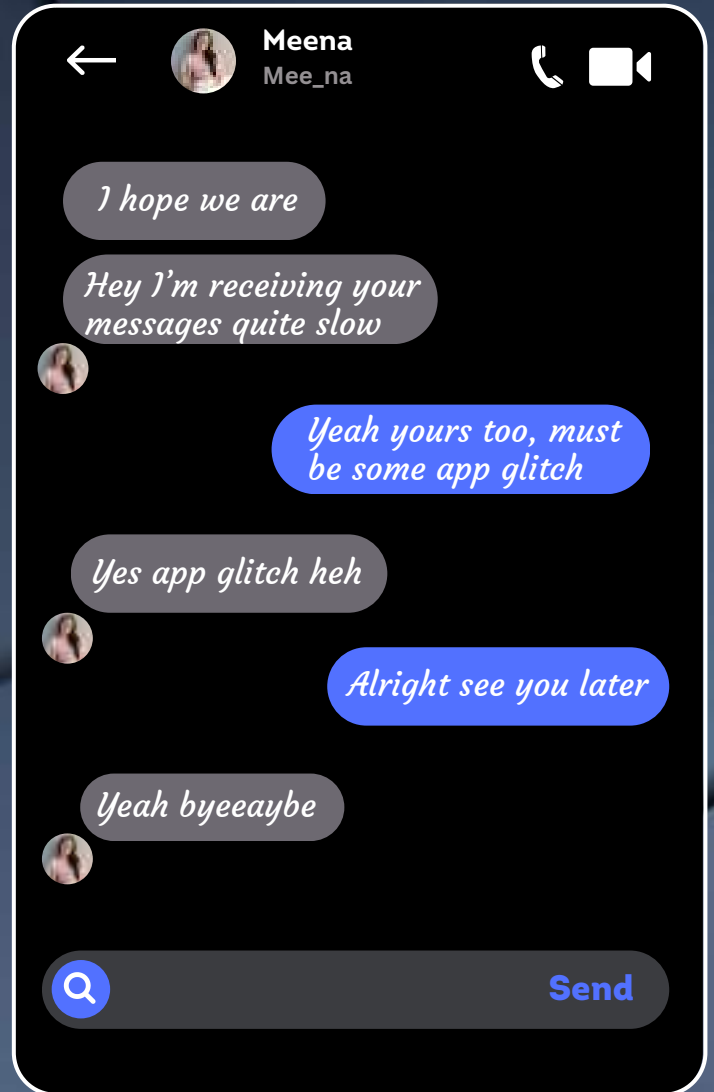 Meena
Mee_na
I hope we are
Hey I’m receiving your
messages quite slow
Yeah yours too, must
be some app glitch
Yes app glitch heh
Alright see you later
Yeah byeeaybe
Send